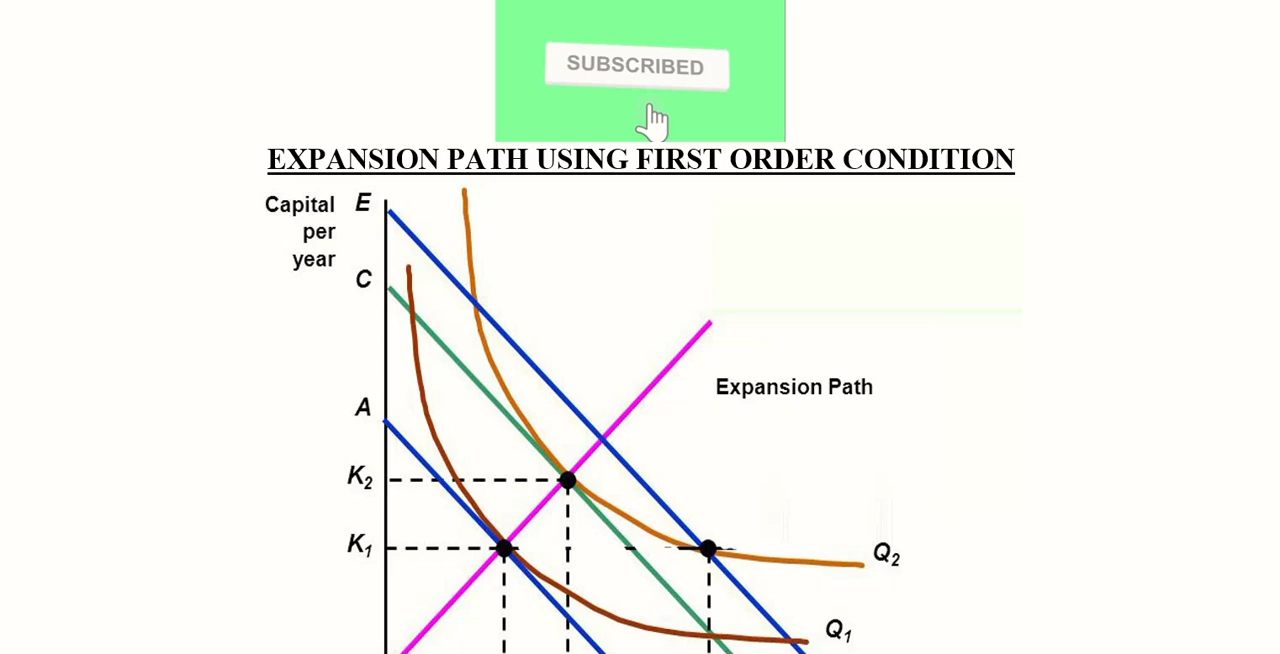 SUBSCRIBED
EXPANSION PATH USING FIRST ORDER CONDITION
Capital
per
year
E
C
A
Expansion Path
K2
K1
Q2
Q1